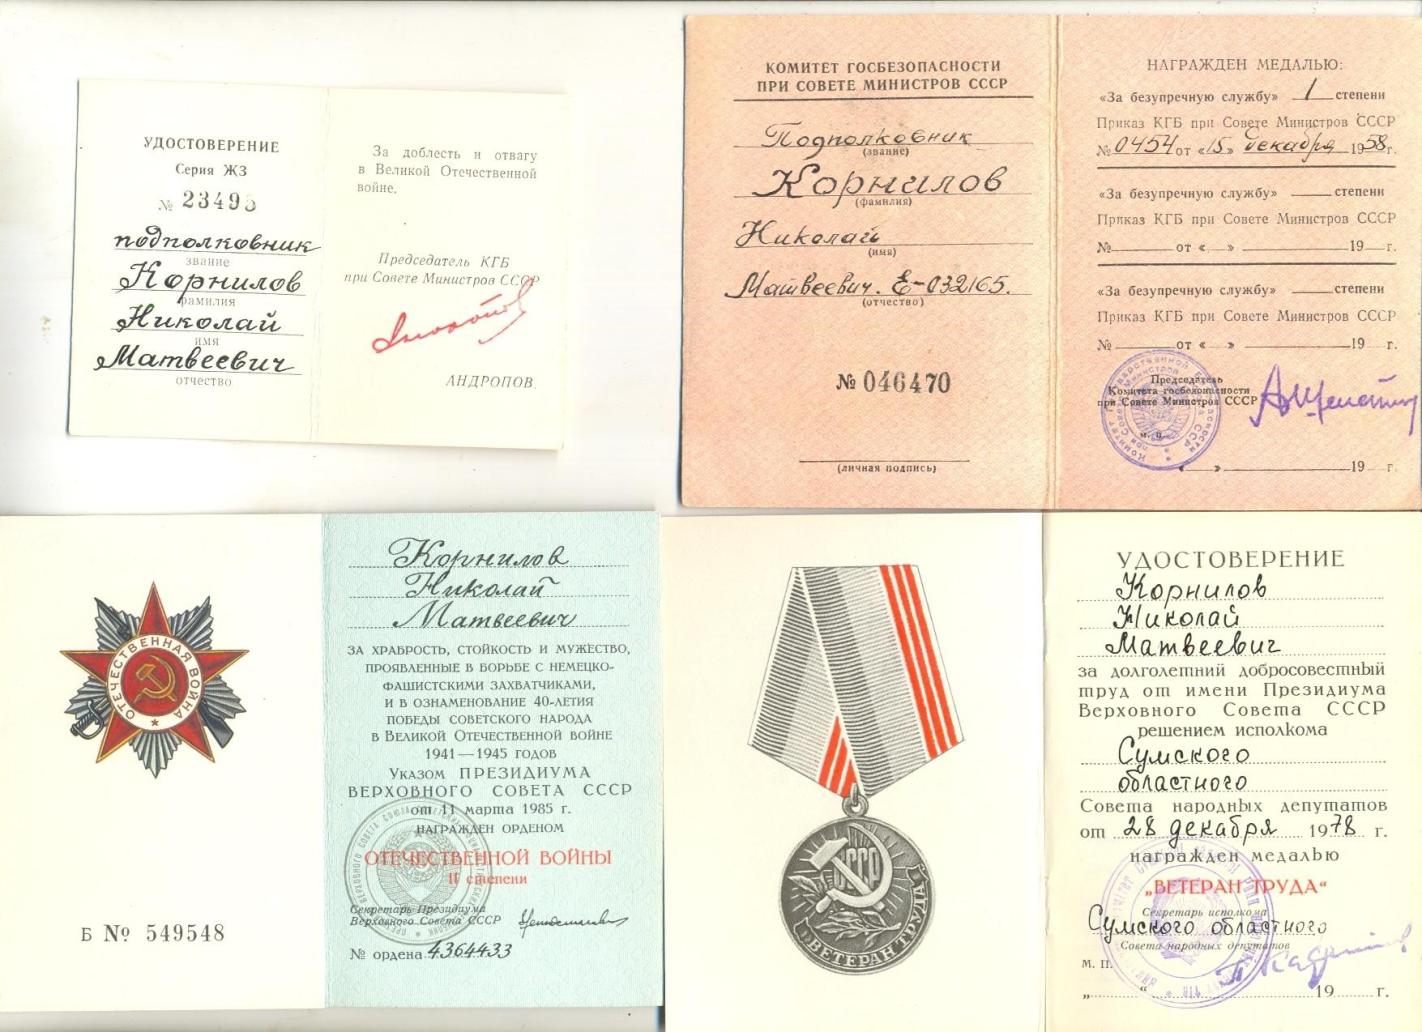 УДОСТОВЕРЕНИЕ
Серия ЖЗ
№ 23495
подполковник
звание
Корнилов
фамилия
Николай
имя
Матвеевич
отчество
За доблесть и отвагу
в Великой Отечественной
войне.
Председатель КГБ
при Совете Министров СССР
АНДРОПОВ.
КОМИТЕТ ГОСБЕЗОПАСНОСТИ
ПРИ СОВЕТЕ МИНИСТРОВ СССР
Подполковник
(звание)
Корнилов
(фамилия)
Николай
(имя)
Матвеевич. Е-032165.
(отчество)
№ 046470
(личная подпись)
НАГРАЖДЕН МЕДАЛЬЮ:
«За безупречную службу» 1 степени
Приказ КГБ при Совете Министров СССР
№ 0454 от «15» декабря 1958 г.
«За безупречную службу» степени
Приказ КГБ при Совете Министров СССР
№ от « » 19 г.
«За безупречную службу» степени
Приказ КГБ при Совете Министров СССР
№ от « » 19 г.
Председатель
Комитета госбезопасности
при Совете Министров СССР
м. п.
« » 19 г.
ОТЕЧЕСТВЕННАЯ ВОЙНА
Б № 549548
Корнилов
Николай
Матвеевич
ЗА ХРАБРОСТЬ, СТОЙКОСТЬ И МУЖЕСТВО,
ПРОЯВЛЕННЫЕ В БОРЬБЕ С НЕМЕЦКО-
ФАШИСТСКИМИ ЗАХВАТЧИКАМИ,
И В ОЗНАМЕНОВАНИЕ 40-ЛЕТИЯ
ПОБЕДЫ СОВЕТСКОГО НАРОДА
В ВЕЛИКОЙ ОТЕЧЕСТВЕННОЙ ВОЙНЕ
1941—1945 ГОДОВ
УКАЗОМ ПРЕЗИДИУМА
ВЕРХОВНОГО СОВЕТА СССР
от 11 марта 1985 г.
НАГРАЖДЕН ОРДЕНОМ
ОТЕЧЕСТВЕННОЙ ВОЙНЫ
II степени
Секретарь Президиума
Верховного Совета СССР
№ ордена 4364433
СССР
ВЕТЕРАН ТРУДА
УДОСТОВЕРЕНИЕ
Корнилов
Николай
Матвеевич
за долголетний добросовестный
труд от имени Президиума
Верховного Совета СССР
решением исполкома
Сумского
областного
Совета народных депутатов
от 28 декабря 1978 г.
награжден медалью
„ВЕТЕРАН ТРУДА“
Секретарь исполкома
Сумского областного
Совета народных депутатов
м. п.
„ “ 19 г.